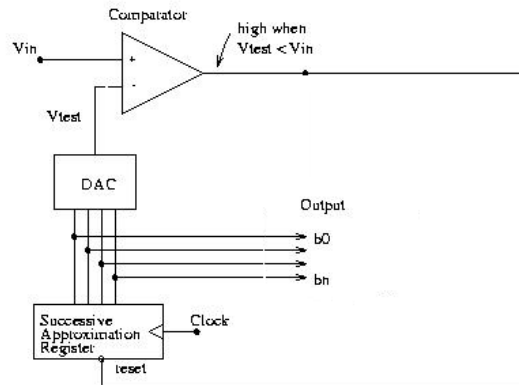 Comparator
high when
Vtest < Vin
Vin
+
-
Vtest
DAC
Output
b0
bn
Successive
Approximation
Register
Clock
reset